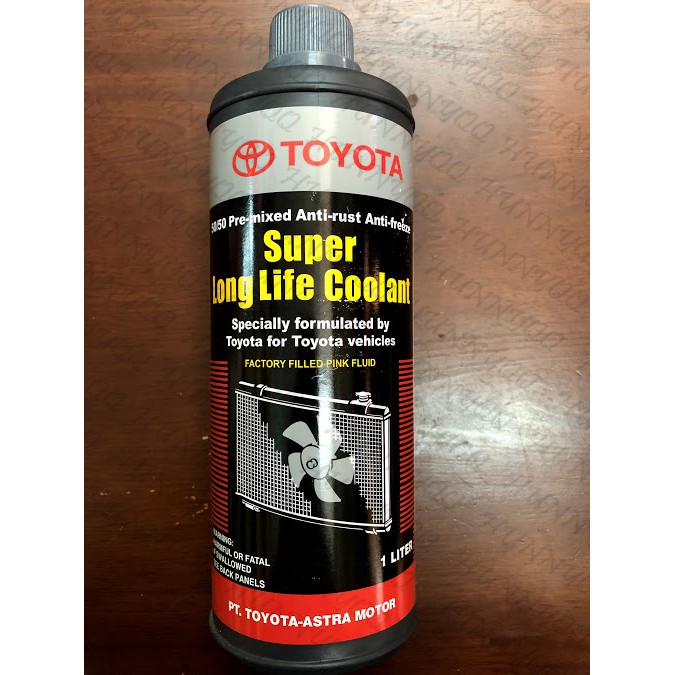 TOYOTA
50/50 Pre-mixed Anti-rust Anti-freeze
Super
Long Life Coolant
Specially formulated by
Toyota for Toyota vehicles
FACTORY FILLED PINK FLUID
WARNING:
HARMFUL OR FATAL
IF SWALLOWED
SEE BACK PANELS
1 LITER
PT. TOYOTA-ASTRA MOTOR